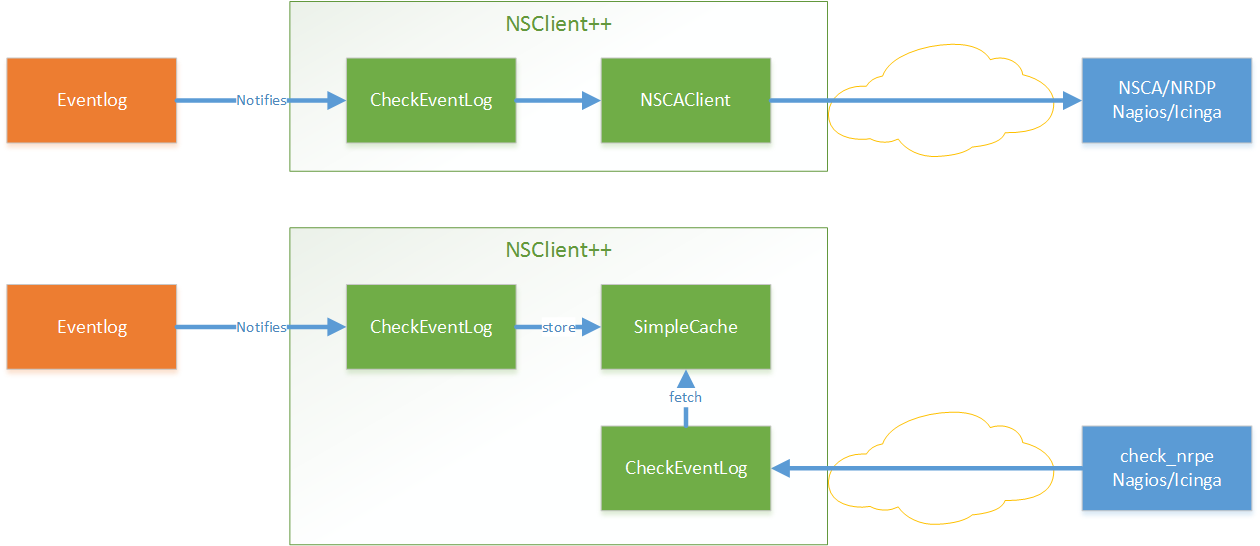 NSClient++
Eventlog
Notifies
CheckEventLog
NSCAClient
NSCA/NRDP
Nagios/Icinga
NSClient++
Eventlog
Notifies
CheckEventLog
store
SimpleCache
fetch
CheckEventLog
check_nrpe
Nagios/Icinga